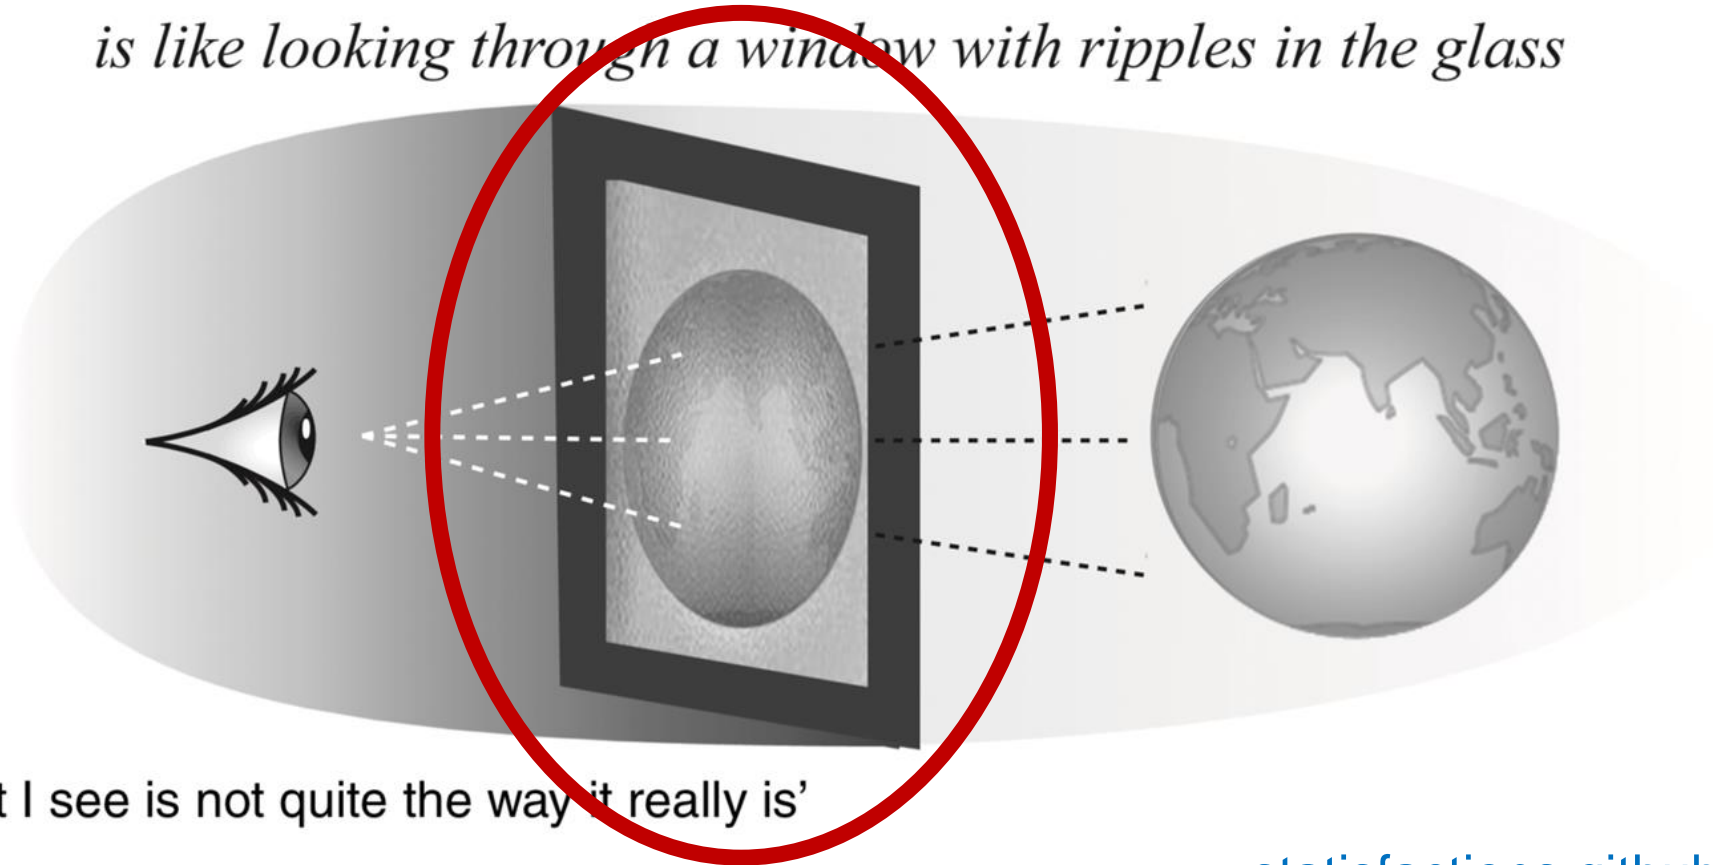 is like looking through a window with ripples in the glass
t I see is not quite the way it really is’